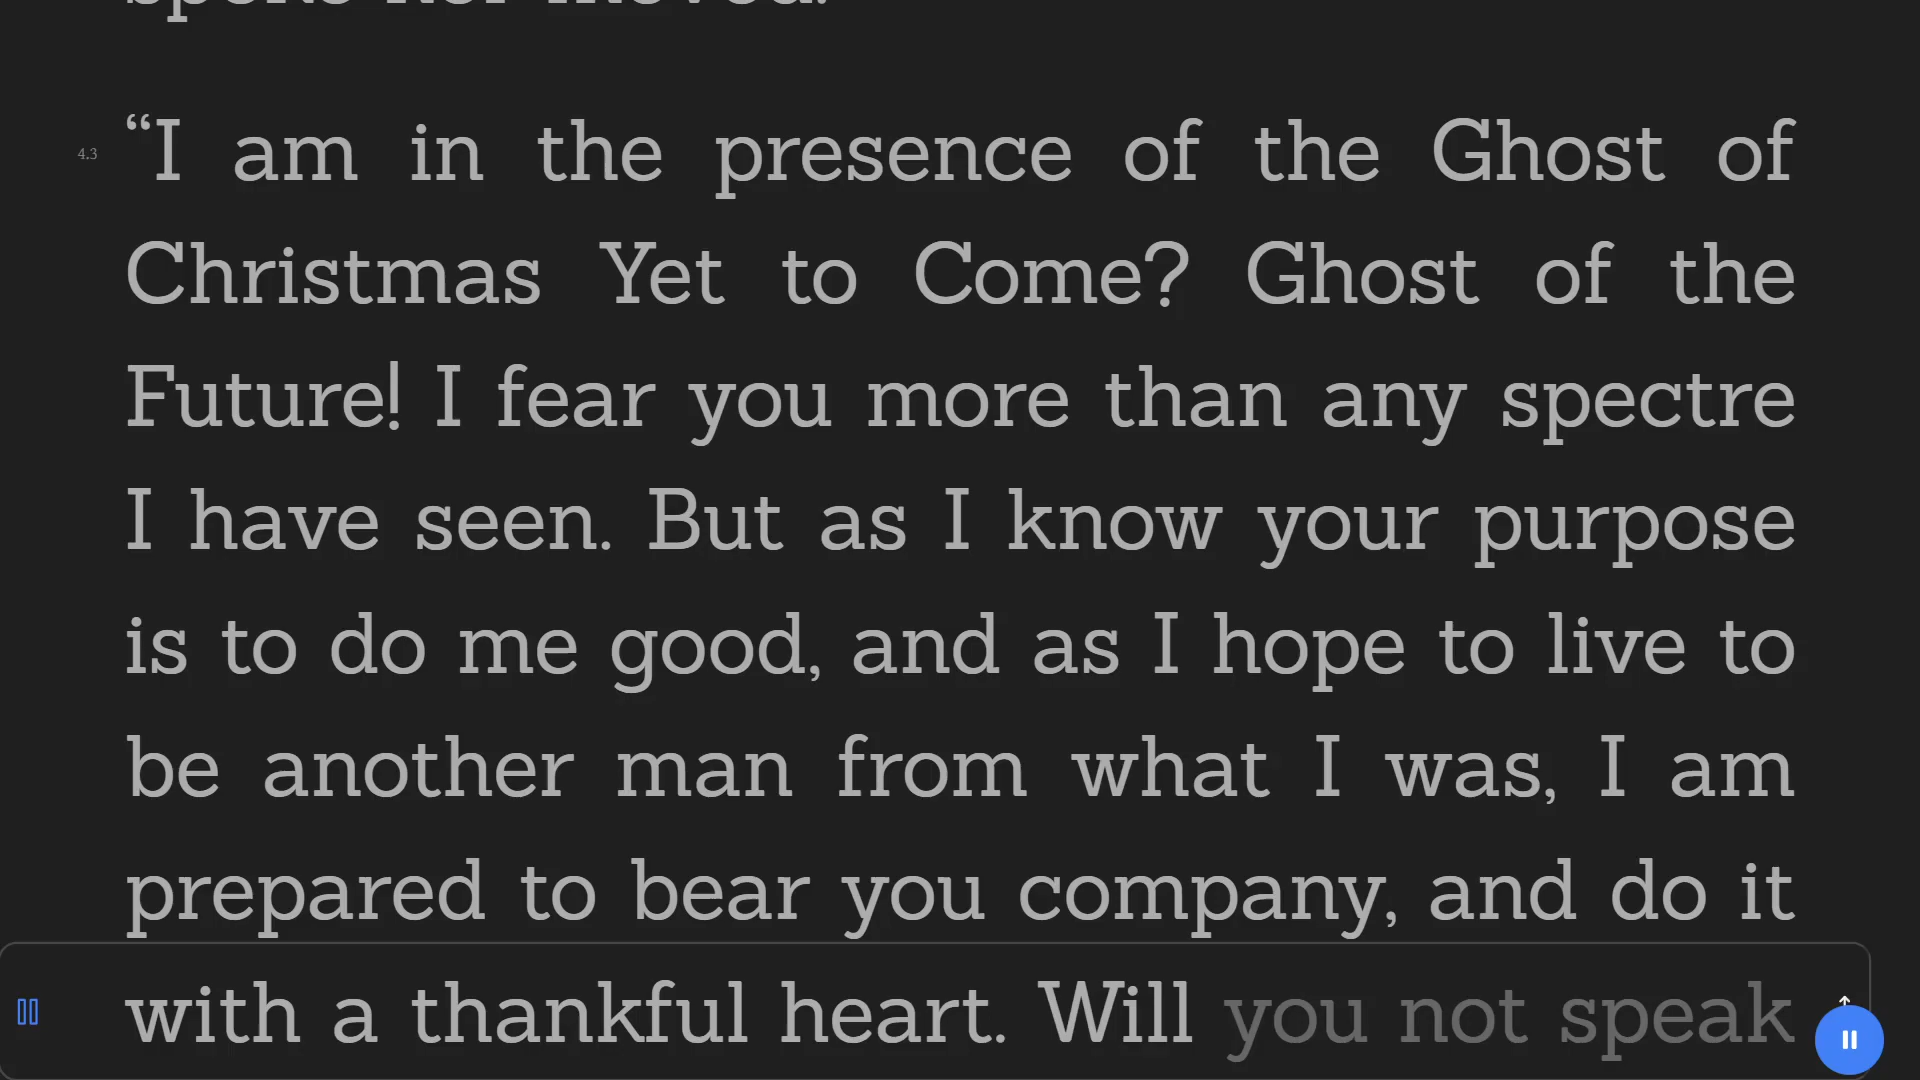 spoke nor moved.
4.3
“I am in the presence of the Ghost of
Christmas Yet to Come? Ghost of the
Future! I fear you more than any spectre
I have seen. But as I know your purpose
is to do me good, and as I hope to live to
be another man from what I was, I am
prepared to bear you company, and do it
with a thankful heart. Will you not speak